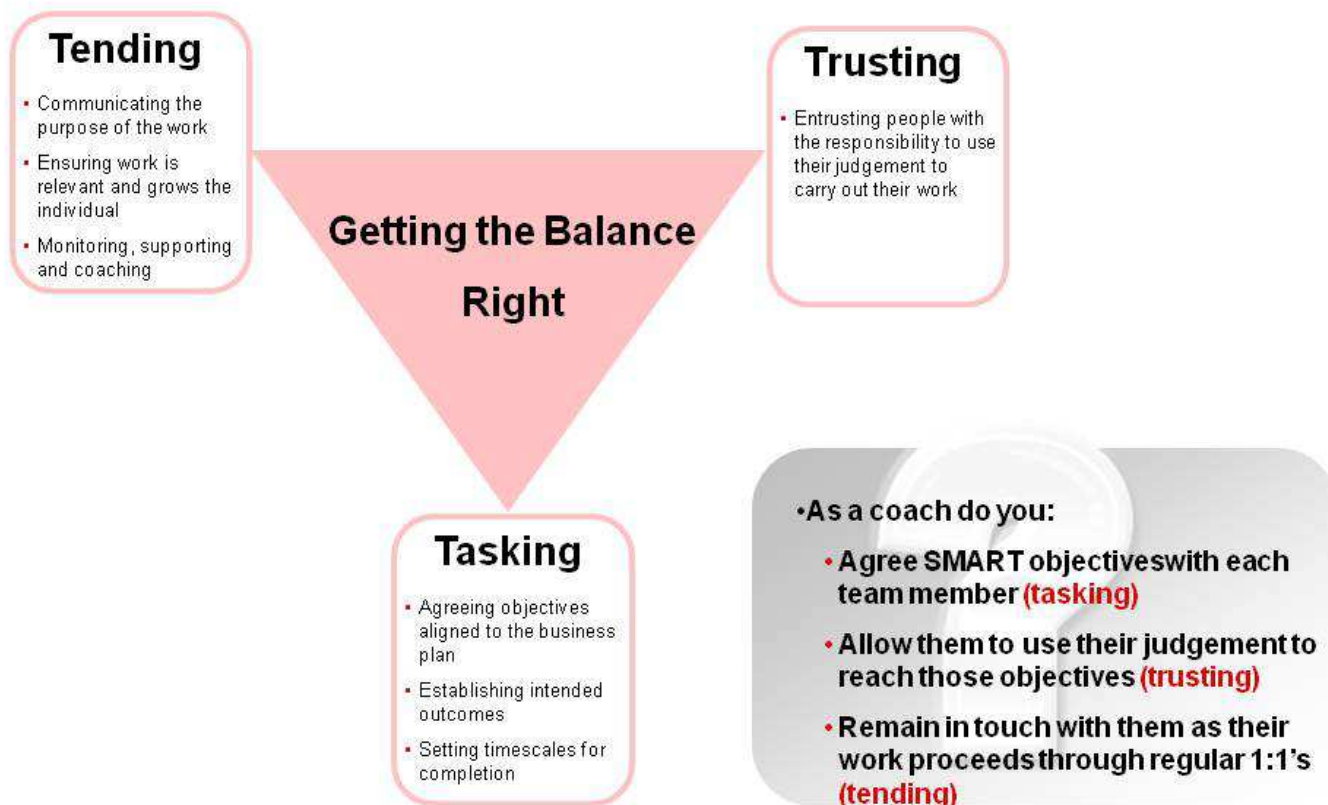 Tending
▪ Communicating the
purpose of the work
▪ Ensuring work is
relevant and grows the
individual
▪ Monitoring, supporting
and coaching
Trusting
▪ Entrusting people with
the responsibility to use
their judgement to
carry out their work
Getting the Balance
Right
Tasking
▪ Agreeing objectives
aligned to the business
plan
▪ Establishing intended
outcomes
▪ Setting timescales for
completion
•As a coach do you:
• Agree SMART objectiveswith each
team member (tasking)
• Allow them to use their judgement to
reach those objectives (trusting)
• Remain in touch with them as their
work proceedsthrough regular 1:1's
(tending)